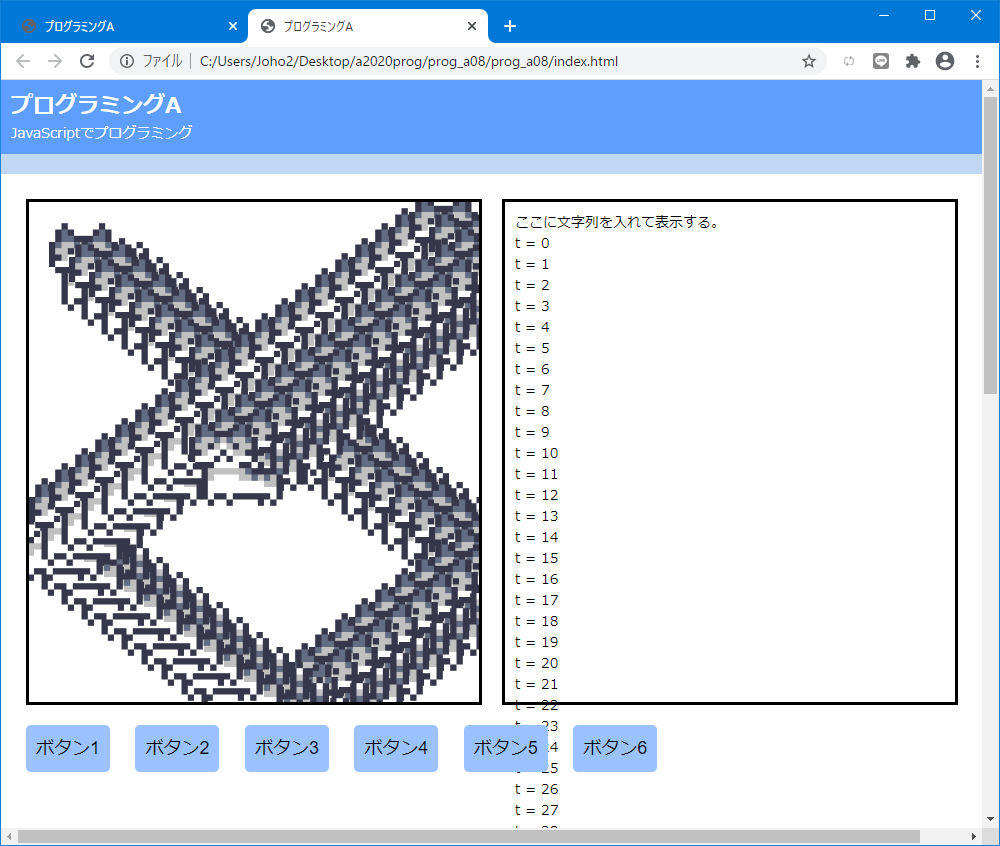 プログラミングA
プログラミングA
ファイル
C:/Users/Joho2/Desktop/a2020prog/prog_a08/prog_a08/index.html
プログラミングA
JavaScriptでプログラミング
ここに文字列を入れて表示する。
t = 0
t = 1
t = 2
t = 3
t = 4
t = 5
t = 6
t = 7
t = 8
t = 9
t = 10
t = 11
t = 12
t = 13
t = 14
t = 15
t = 16
t = 17
t = 18
t = 19
t = 20
t = 21
t = 22
ボタン1
ボタン2
ボタン3
ボタン4
ボタン5
ボタン6
t = 26
t = 27